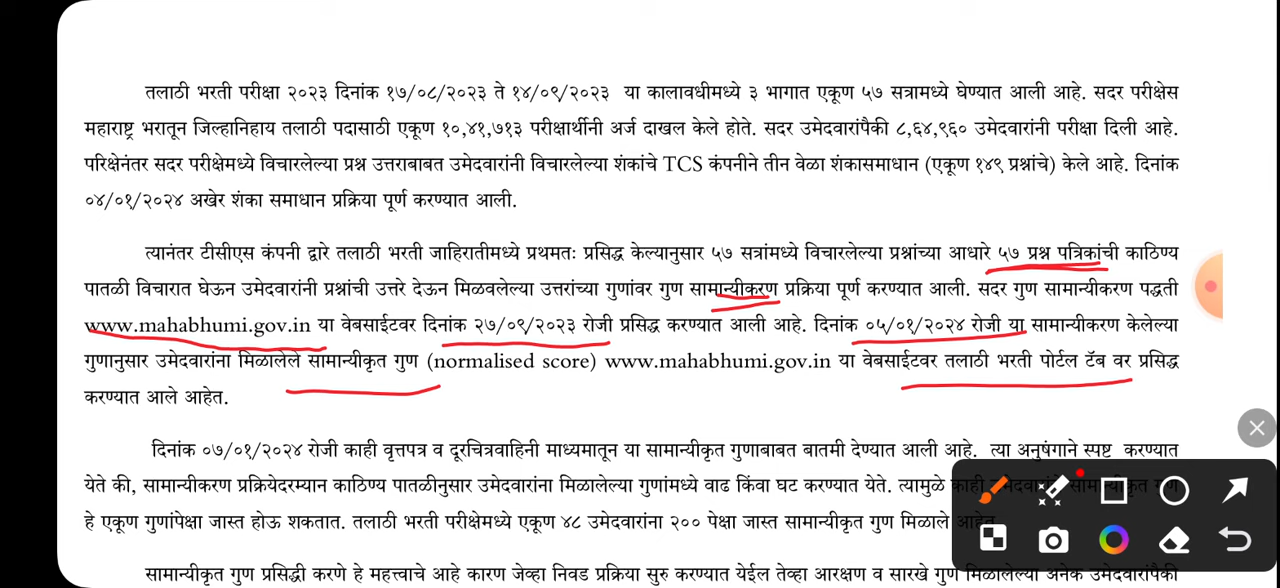 तलाठी भरती परीक्षा २०२३ दिनांक १७/०८/२०२३ ते १४/०९/२०२३ या कालावधीमध्ये ३ भागात एकूण ५७ सत्रामध्ये घेण्यात आली आहे. सदर परीक्षेस
महाराष्ट्र भरातून जिल्हानिहाय तलाठी पदासाठी एकूण १०,४१,७१३ परीक्षार्थीनी अर्ज दाखल केले होते. सदर उमेदवारांपैकी ८,६४,९६० उमेदवारांनी परीक्षा दिली आहे.
परिक्षेनंतर सदर परीक्षेमध्ये विचारलेल्या प्रश्न उत्तराबाबत उमेदवारांनी विचारलेल्या शंकांचे TCS कंपनीने तीन वेळा शंकासमाधान (एकूण १४९ प्रश्नांचे) केले आहे. दिनांक
०४/०१/२०२४ अखेर शंका समाधान प्रक्रिया पूर्ण करण्यात आली.
त्यानंतर टीसीएस कंपनी द्वारे तलाठी भरती जाहिरातीमध्ये प्रथमतः प्रसिद्ध केल्यानुसार ५७ सत्रांमध्ये विचारलेल्या प्रश्नांच्या आधारे ५७ प्रश्न पत्रिकांची काठिण्य
पातळी विचारात घेऊन उमेदवारांनी प्रश्नांची उत्तरे देऊन मिळवलेल्या उत्तरांच्या गुणांवर गुण सामान्यीकरण प्रक्रिया पूर्ण करण्यात आली. सदर गुण सामान्यीकरण पद्धती
www.mahabhumi.gov.in या वेबसाईटवर दिनांक २७/०९/२०२३ रोजी प्रसिद्ध करण्यात आली आहे. दिनांक ०५/०१/२०२४ रोजी या सामान्यीकरण केलेल्या
गुणानुसार उमेदवारांना मिळालेले सामान्यीकृत गुण (normalised score) www.mahabhumi.gov.in या वेबसाईटवर तलाठी भरती पोर्टल टॅब वर प्रसिद्ध
करण्यात आले आहेत.
दिनांक ०७/०१/२०२४ रोजी काही वृत्तपत्र व दूरचित्रवाहिनी माध्यमातून या सामान्यीकृत गुणाबाबत बातमी देण्यात आली आहे. त्या अनुषंगाने स्पष्ट करण्यात
येते की, सामान्यीकरण प्रक्रियेदरम्यान काठिण्य पातळीनुसार उमेदवारांना मिळालेल्या गुणांमध्ये वाढ किंवा घट करण्यात येते. त्यामुळे काही उमेदवारांचे सामान्यीकृत गुण
हे एकूण गुणांपेक्षा जास्त होऊ शकतात. तलाठी भरती परीक्षेमध्ये एकूण ४८ उमेदवारांना २०० पेक्षा जास्त सामान्यीकृत गुण मिळाले आहेत.
सामान्यीकृत गुण प्रसिद्धी करणे हे महत्त्वाचे आहे कारण जेव्हा निवड प्रक्रिया सुरु करण्यात येईल तेव्हा आरक्षण व सारखे गुण मिळालेल्या अनेक उमेदवारांपैकी